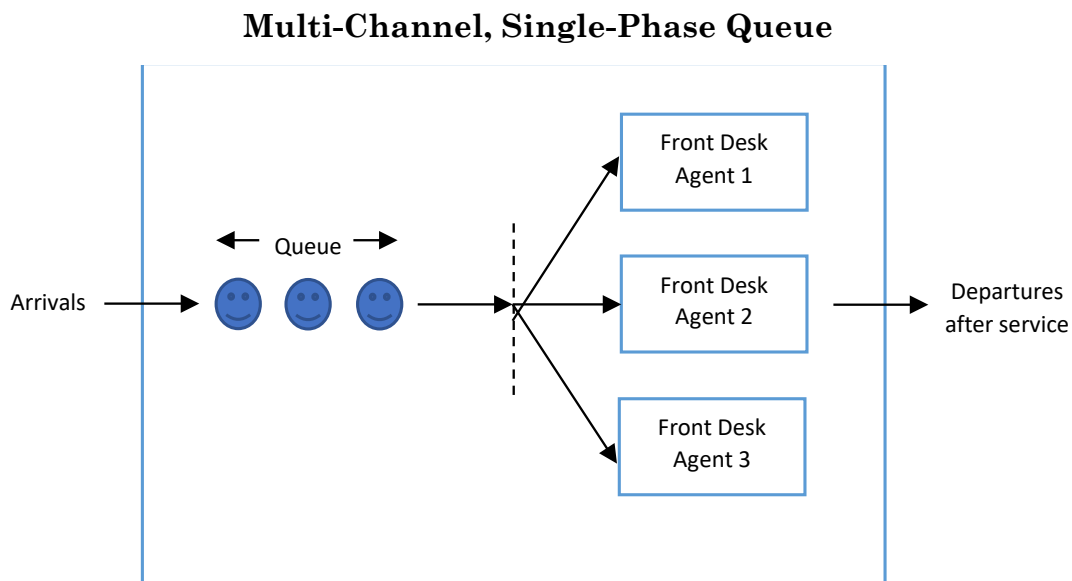 Multi-Channel, Single-Phase Queue
Front Desk
Agent 1
Queue
Arrivals
Front Desk
Agent 2
Departures
after service
Front Desk
Agent 3